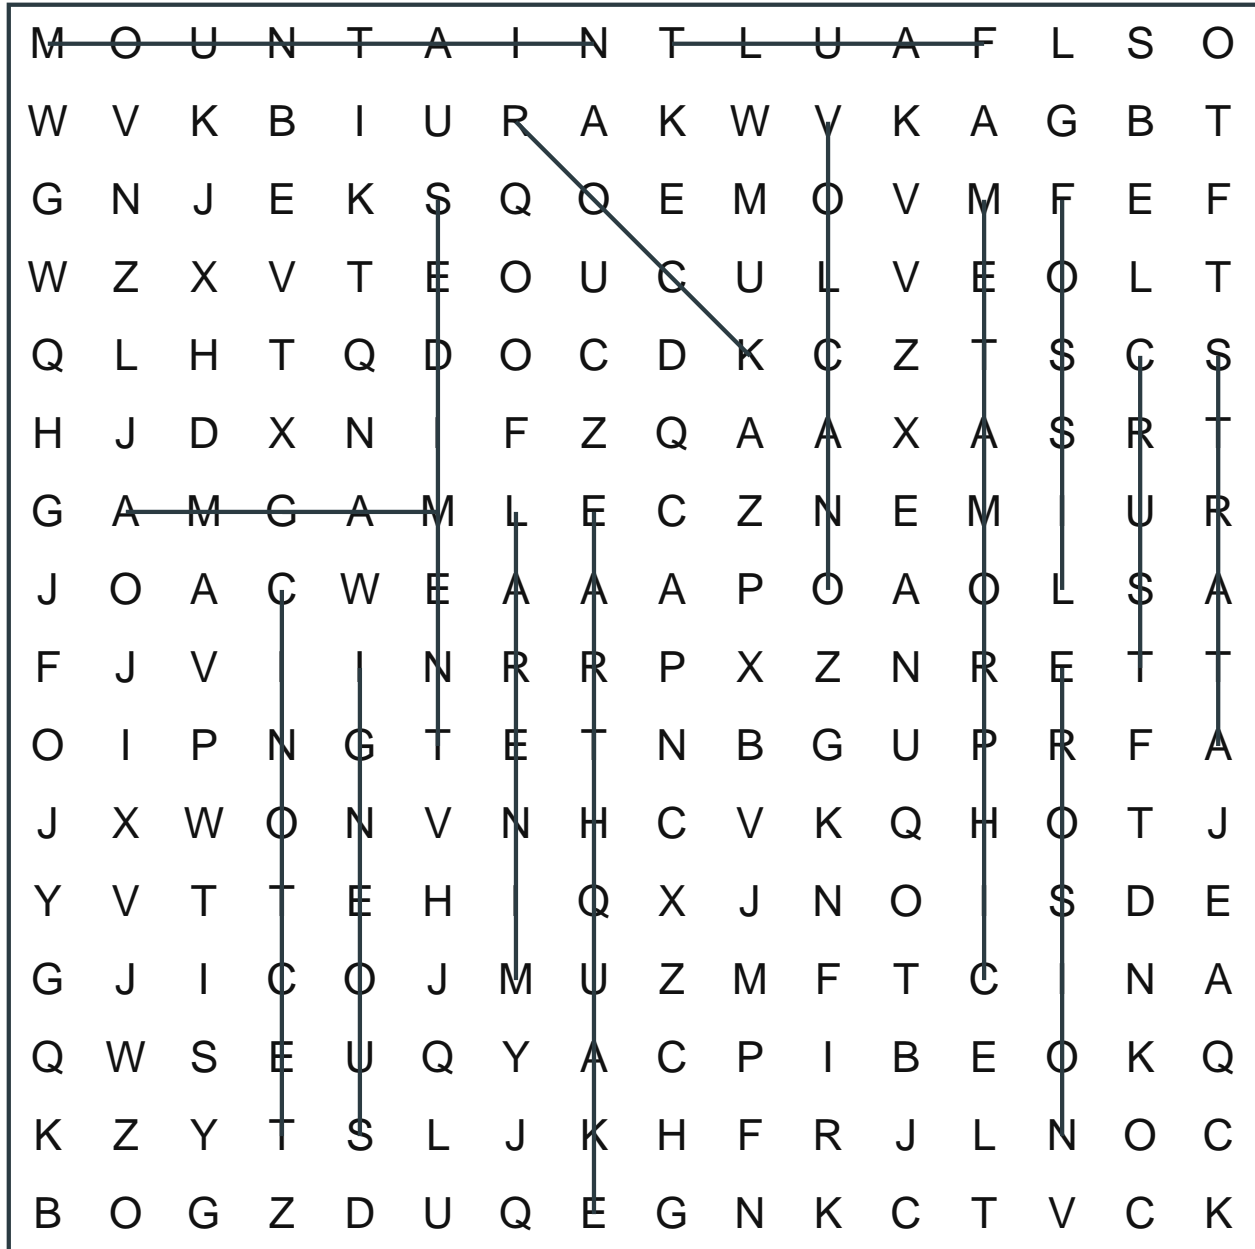 M O U N T A I N T L U A F L S O
W V K B I U R A K W V K A G B T
G N J E K S Q O E M O V M F E F
W Z X V T E O U C U L V E O L T
Q L H T Q D O C D K C Z T S C S
H J D X N I F Z Q A A X A S R T
G A M G A M L E C Z N E M I U R
J O A C W E A A A P O A O L S A
F J V I I N R R P X Z N R E T T
O I P N G T E T N B G U P R F A
J X W O N V N H C V K Q H O T J
Y V T T E H I Q X J N O I S D E
G J I C O J M U Z M F T C I N A
Q W S E U Q Y A C P I B E O K Q
K Z Y T S L J K H F R J L N O C
B O G Z D U Q E G N K C T V C K